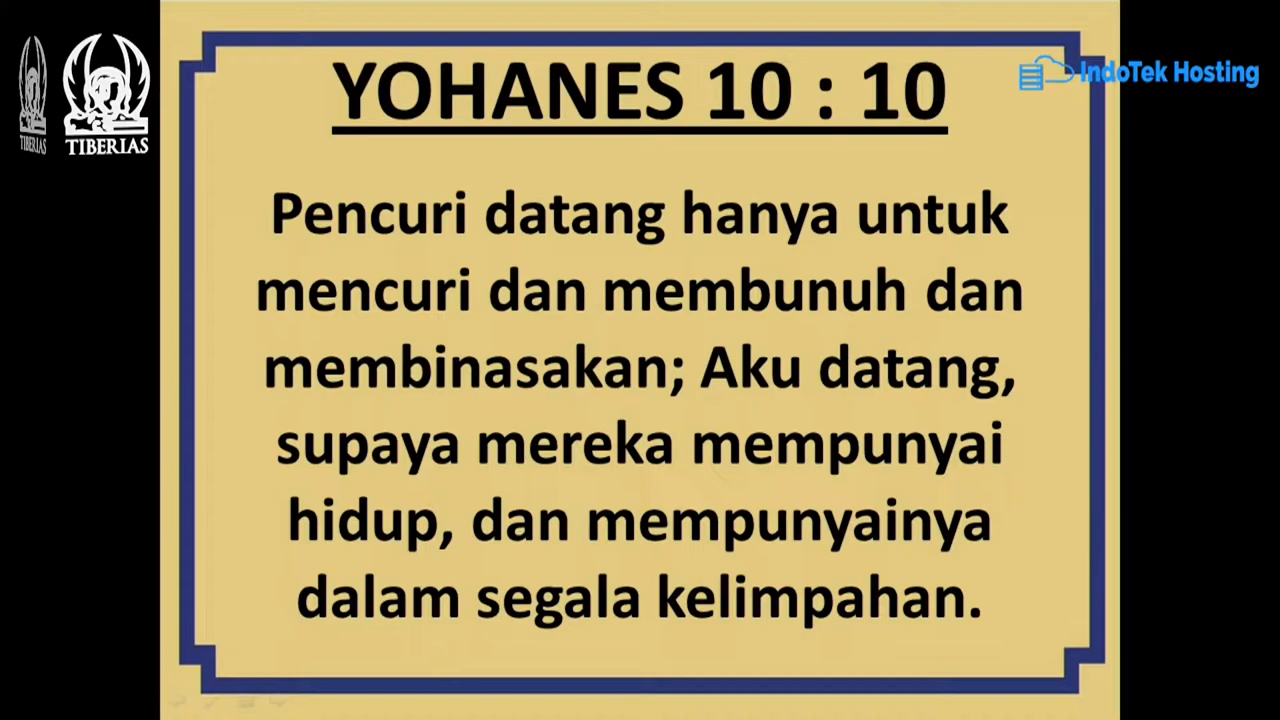 TIBERIAS
TIBERIAS
IndoTek Hosting
YOHANES 10 : 10
Pencuri datang hanya untuk
mencuri dan membunuh dan
membinasakan; Aku datang,
supaya mereka mempunyai
hidup, dan mempunyainya
dalam segala kelimpahan.